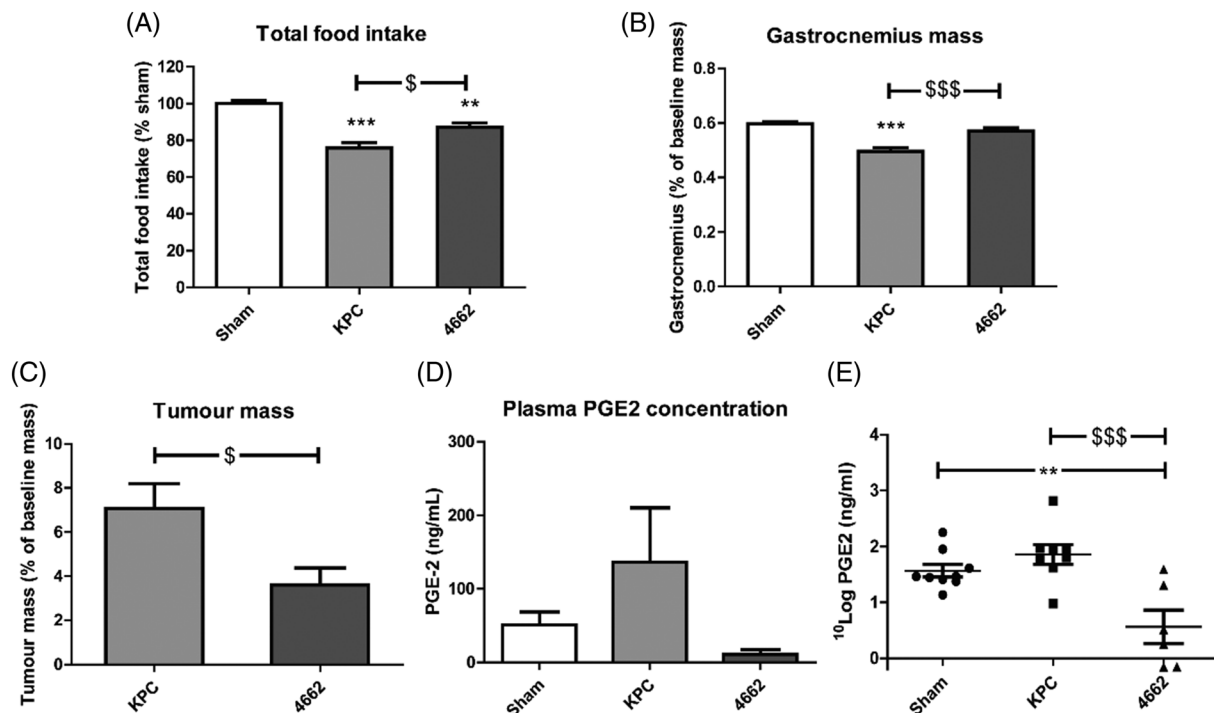 (A)
Total food intake
Total food intake (% sham)
120
100
80
60
40
20
0
$
***
**
Sham
KPC
4662
(B)
Gastrocnemius mass
Gastrocnemius (% of baseline mass)
0.8
0.6
0.4
0.2
0.0
$$$
***
Sham
KPC
4662
(C)
Tumour mass
Tumour mass (% of baseline mass)
10
8
6
4
2
0
$
KPC
4662
(D)
Plasma PGE2 concentration
PGE-2 (ng/mL)
300
200
100
0
Sham
KPC
4662
(E)
10Log PGE2 (ng/ml)
4
3
2
1
0
$$$
**
Sham
KPC
4662